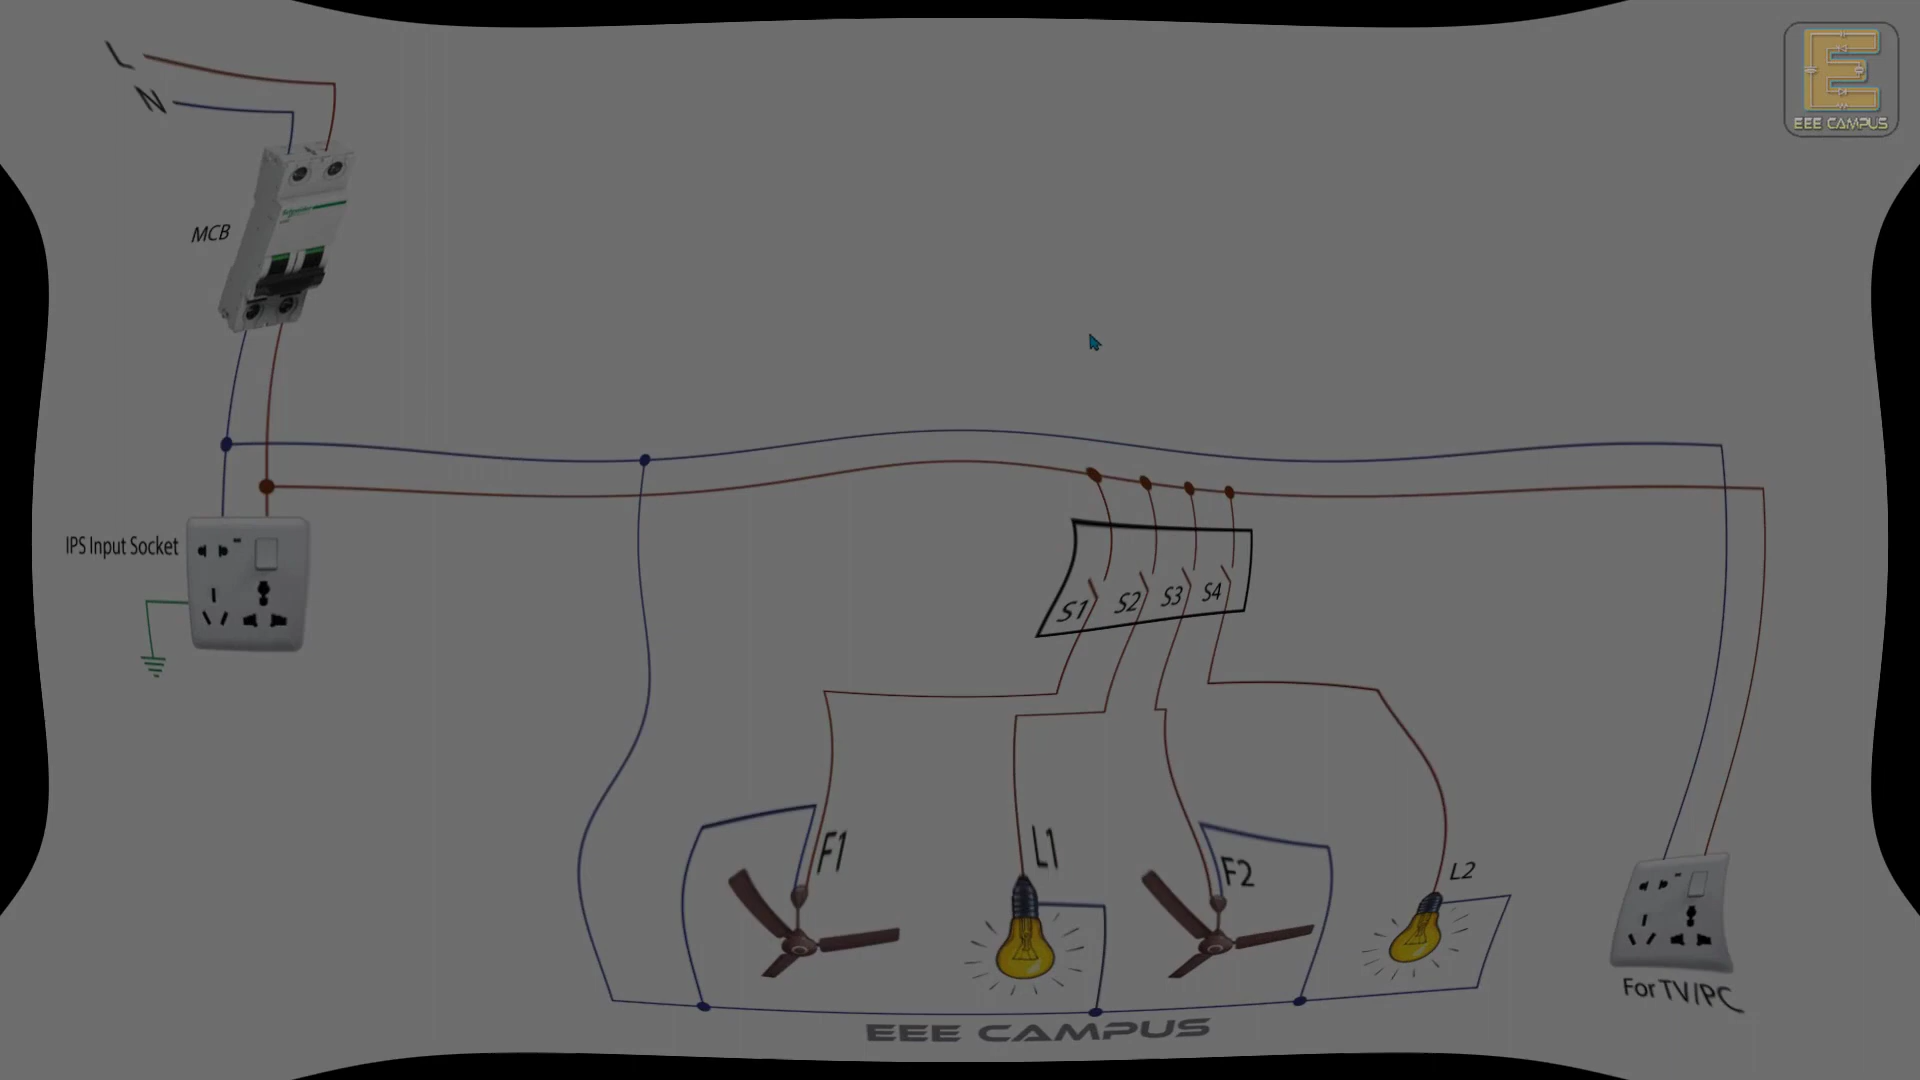 L
N
EEE CAMPUS
MCB
IPS Input Socket
S1 S2 S3 S4
F1
L1
F2
L2
For TV/PC
EEE CAMPUS